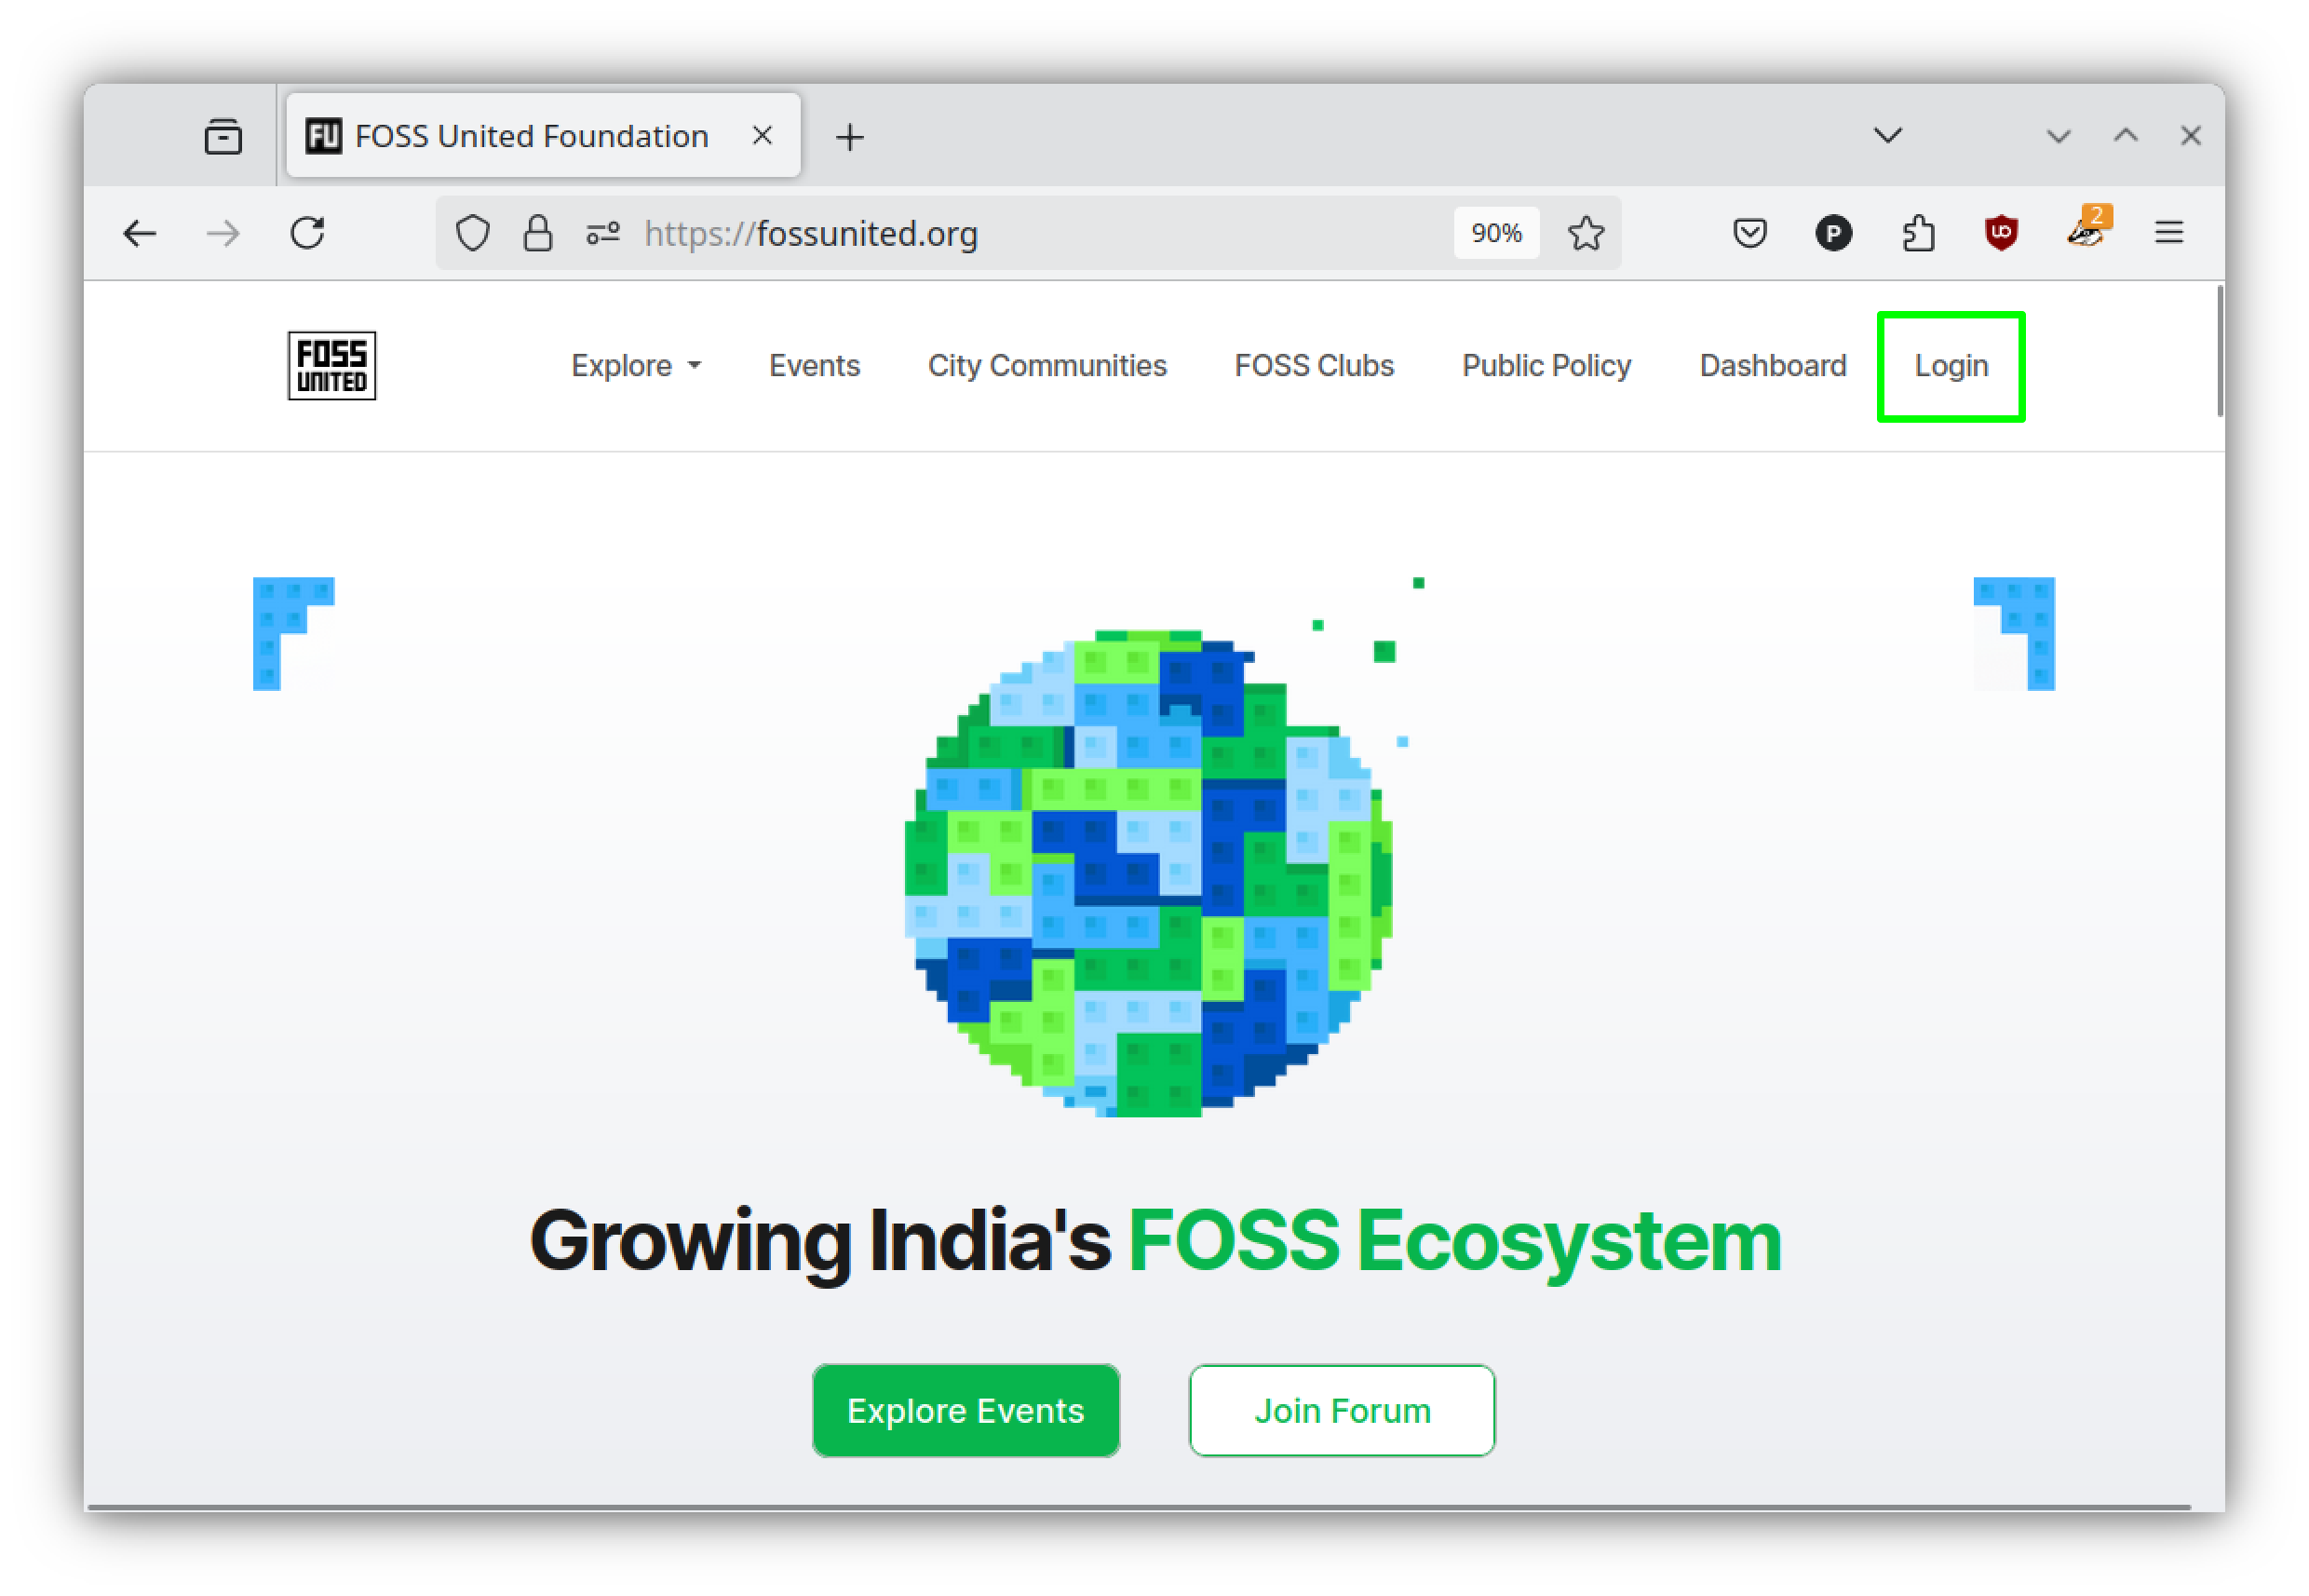 FU FOSS United Foundation
https://fossunited.org 90% P 2
FOSS UNITED
Explore Events City Communities FOSS Clubs Public Policy Dashboard Login
Growing India's FOSS Ecosystem
Explore Events Join Forum